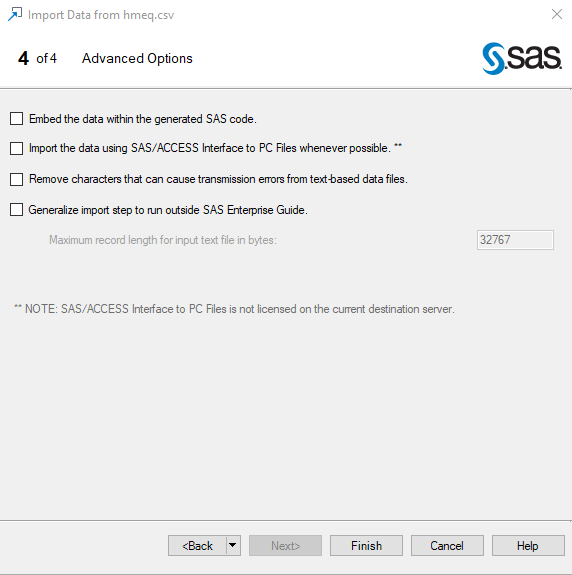 Import Data from hmeq.csv
4 of 4 Advanced Options
sas.
Embed the data within the generated SAS code.
Import the data using SAS/ACCESS Interface to PC Files whenever possible. **
Remove characters that can cause transmission errors from text-based data files.
Generalize import step to run outside SAS Enterprise Guide.
Maximum record length for input text file in bytes: 32767
** NOTE: SAS/ACCESS Interface to PC Files is not licensed on the current destination server.
<Back Next> Finish Cancel Help